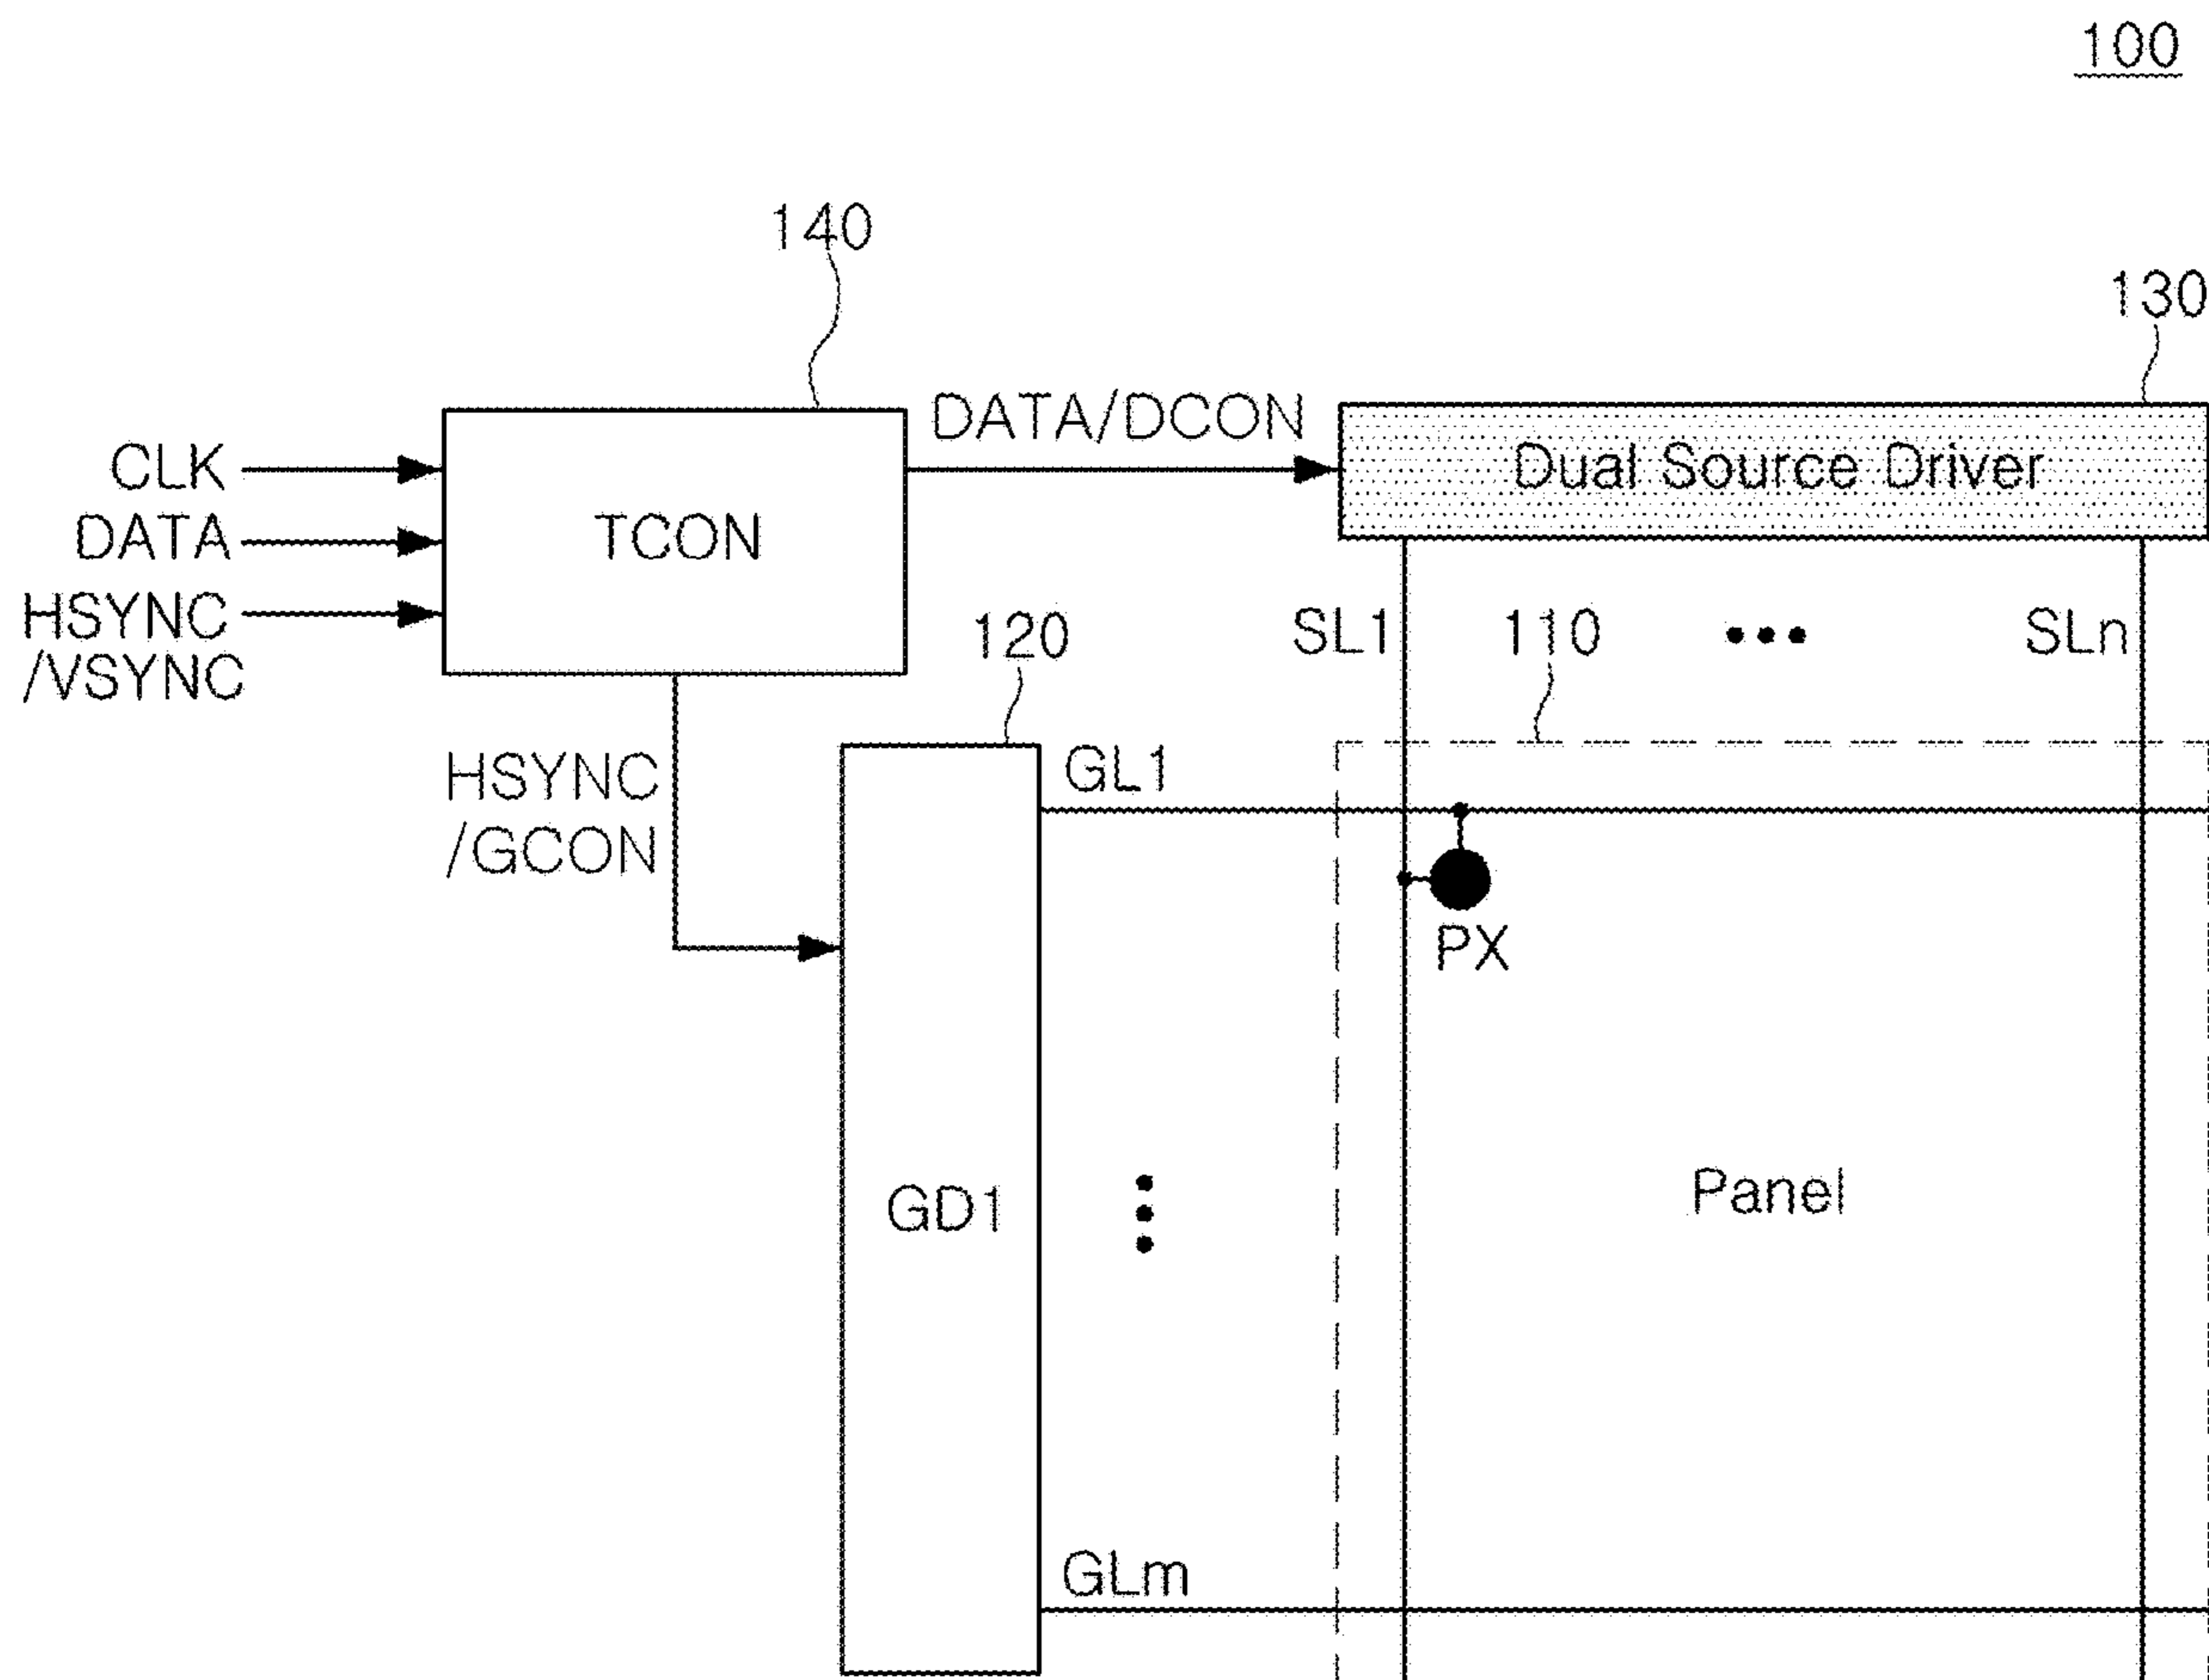 100
140
130
DATA/DCON
CLK
DATA
HSYNC
/VSYNC
TCON
Dual Source Driver
120
SL1
110
SLn
HSYNC
/GCON
GL1
PX
GD1
Panel
GLm